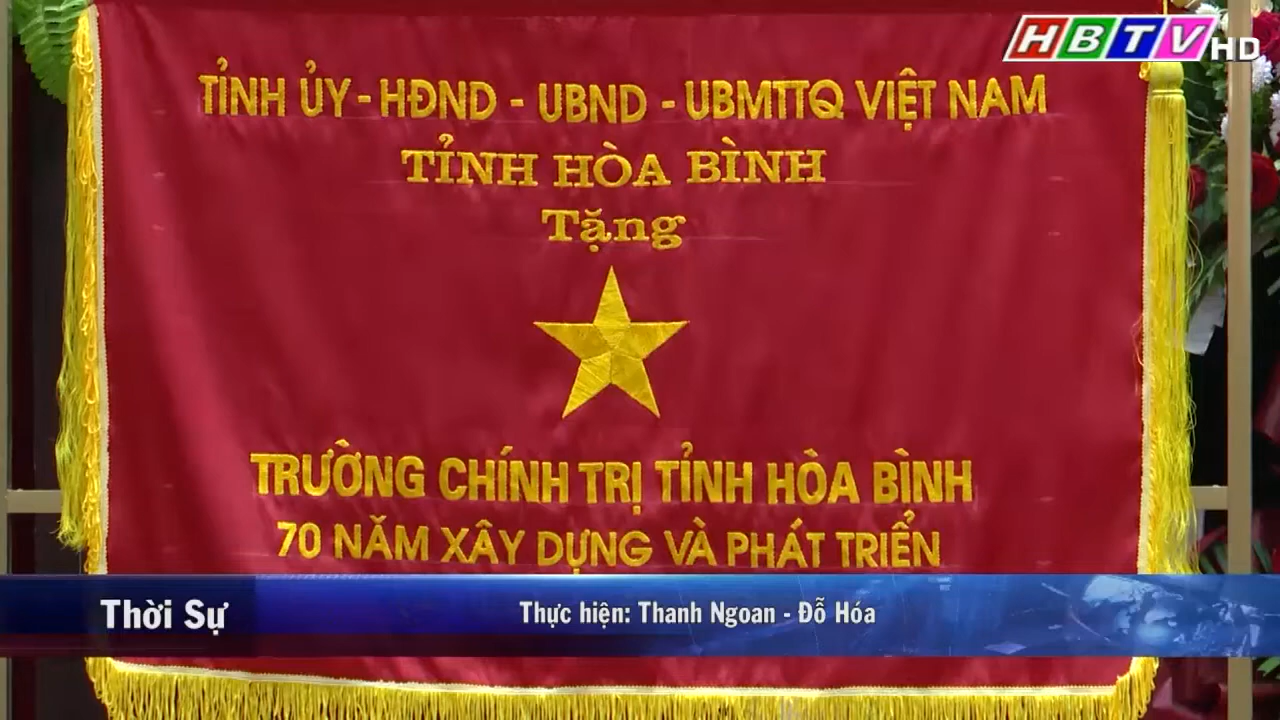 HBTV HD
TỈNH ỦY - HĐND - UBND - UBMTTQ VIỆT NAM
TỈNH HÒA BÌNH
Tặng
TRƯỜNG CHÍNH TRỊ TỈNH HÒA BÌNH
70 NĂM XÂY DỰNG VÀ PHÁT TRIỂN
Thời Sự
Thực hiện: Thanh Ngoan - Đỗ Hóa